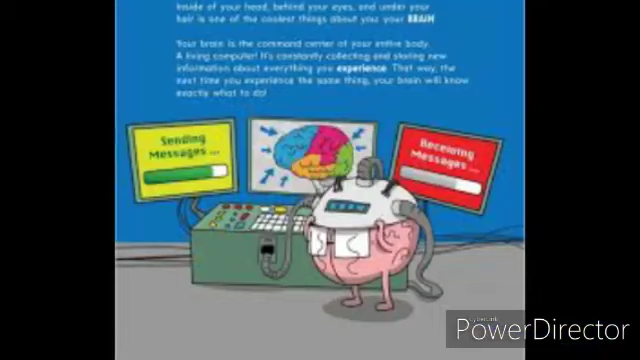 inside of your head, behind your eyes, and under your
hair is one of the coolest things about you: your BRAIN
Your brain is the command center of your entire body.
A living computer! It's constantly collecting and storing new
information about everything you experience. That way, the
next time you experience the same thing, your brain will know
exactly what to do!
Sending
Messages...
Receiving
Messages...
CyberLink
PowerDirector